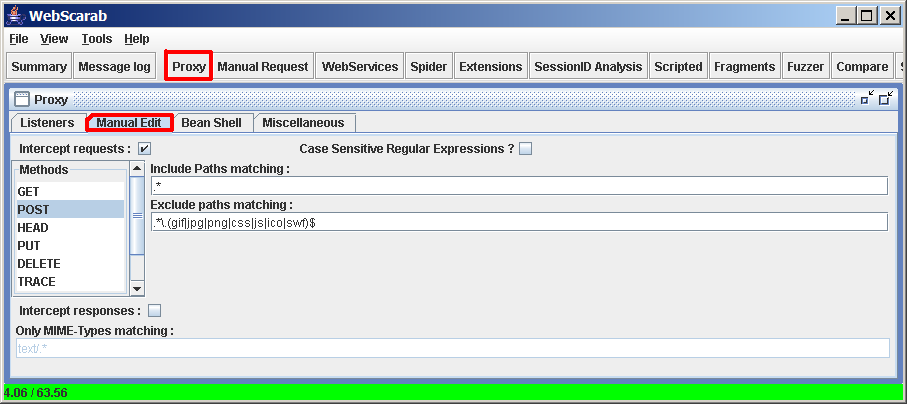 WebScarab
File View Tools Help
Summary Message log Proxy Manual Request WebServices Spider Extensions SessionID Analysis Scripted Fragments Fuzzer Compare S
Proxy
Listeners Manual Edit Bean Shell Miscellaneous
Intercept requests : Case Sensitive Regular Expressions ?
Methods
Include Paths matching :
.*
GET
POST
HEAD
PUT
DELETE
TRACE
Exclude paths matching :
.*\.(gif|jpg|png|css|js|ico|swf)$
Intercept responses :
Only MIME-Types matching :
text/.*
4.06 / 63.56